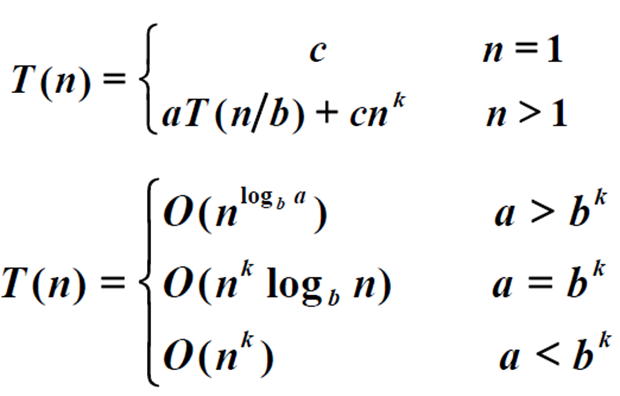 T(n) = { c n = 1
aT(n/b) + cn^k n > 1
T(n) = { O(n^{log_b a}) a > b^k
O(n^k log_b n) a = b^k
O(n^k) a < b^k